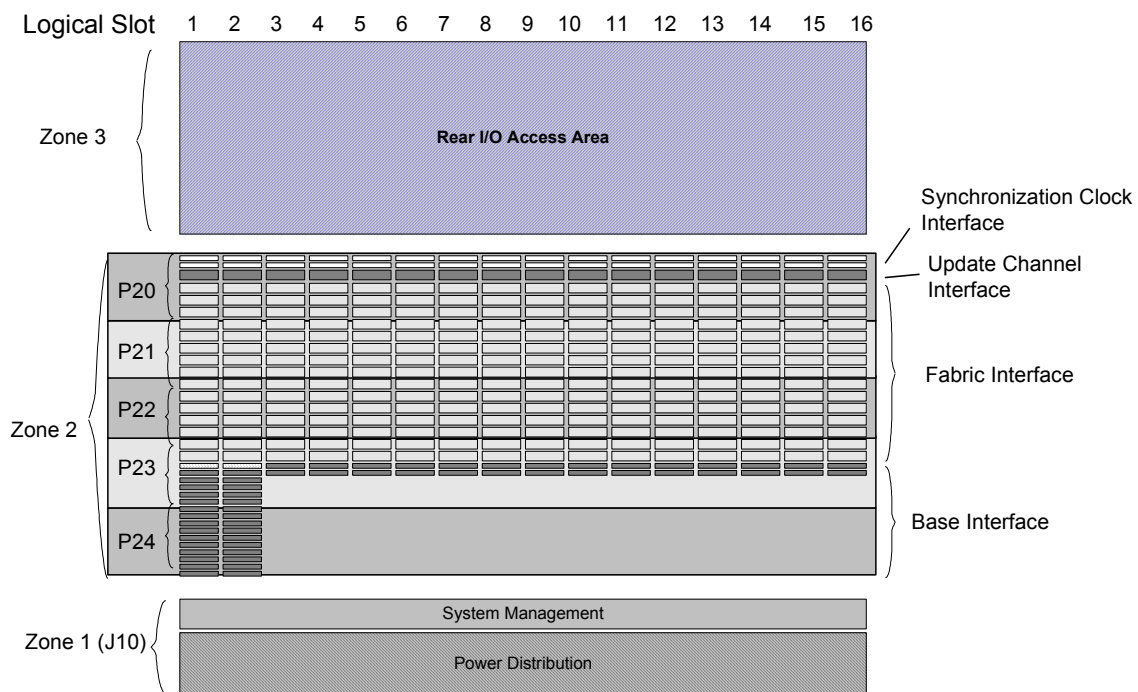 Logical Slot 1 2 3 4 5 6 7 8 9 10 11 12 13 14 15 16
Zone 3
Rear I/O Access Area
Synchronization Clock
Interface
Update Channel
Interface
P20
P21
Fabric Interface
P22
Zone 2
P23
Base Interface
P24
System Management
Zone 1 (J10)
Power Distribution